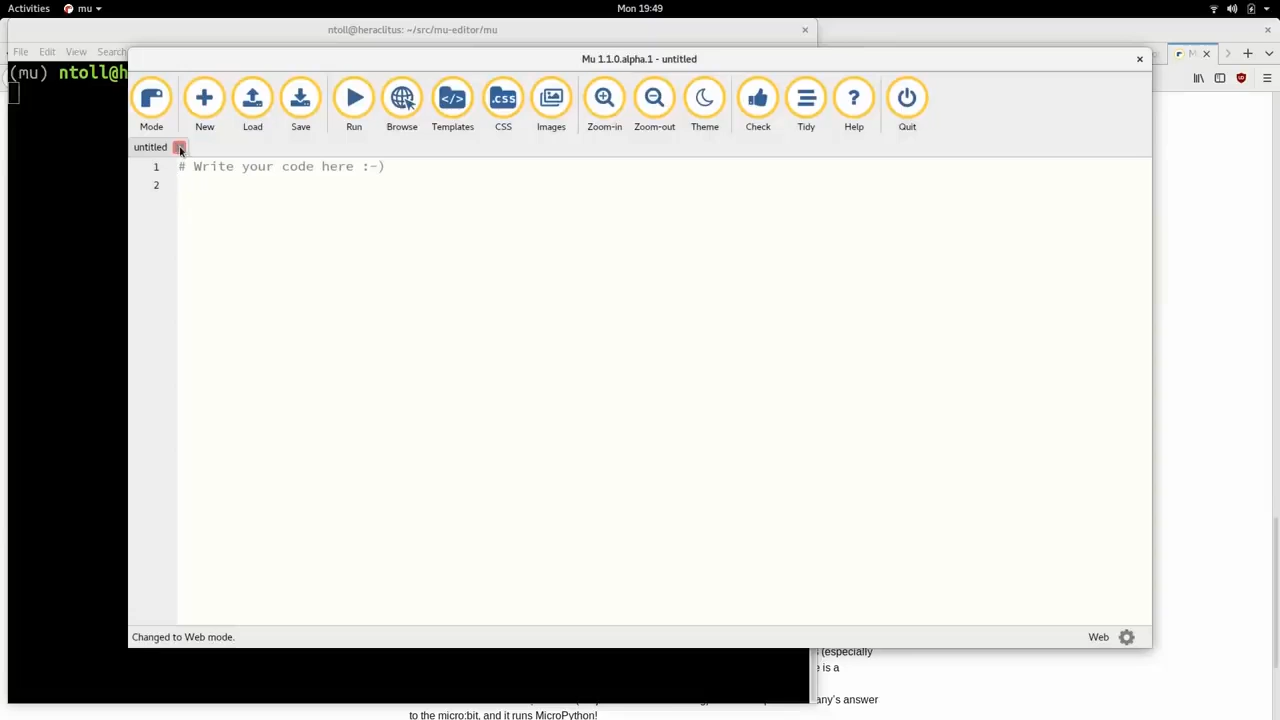 Activities mu Mon 19:49
ntoll@heraclitus: ~/src/mu-editor/mu
File Edit View Search
(mu) ntoll@h
Mu 1.1.0.alpha.1 - untitled
</> .css
Mode New Load Save Run Browse Templates CSS Images Zoom-in Zoom-out Theme Check Tidy Help Quit
untitled
1 # Write your code here :-)
2
Changed to Web mode. Web
(especially
e is a
any's answer
to the micro:bit, and it runs MicroPython!